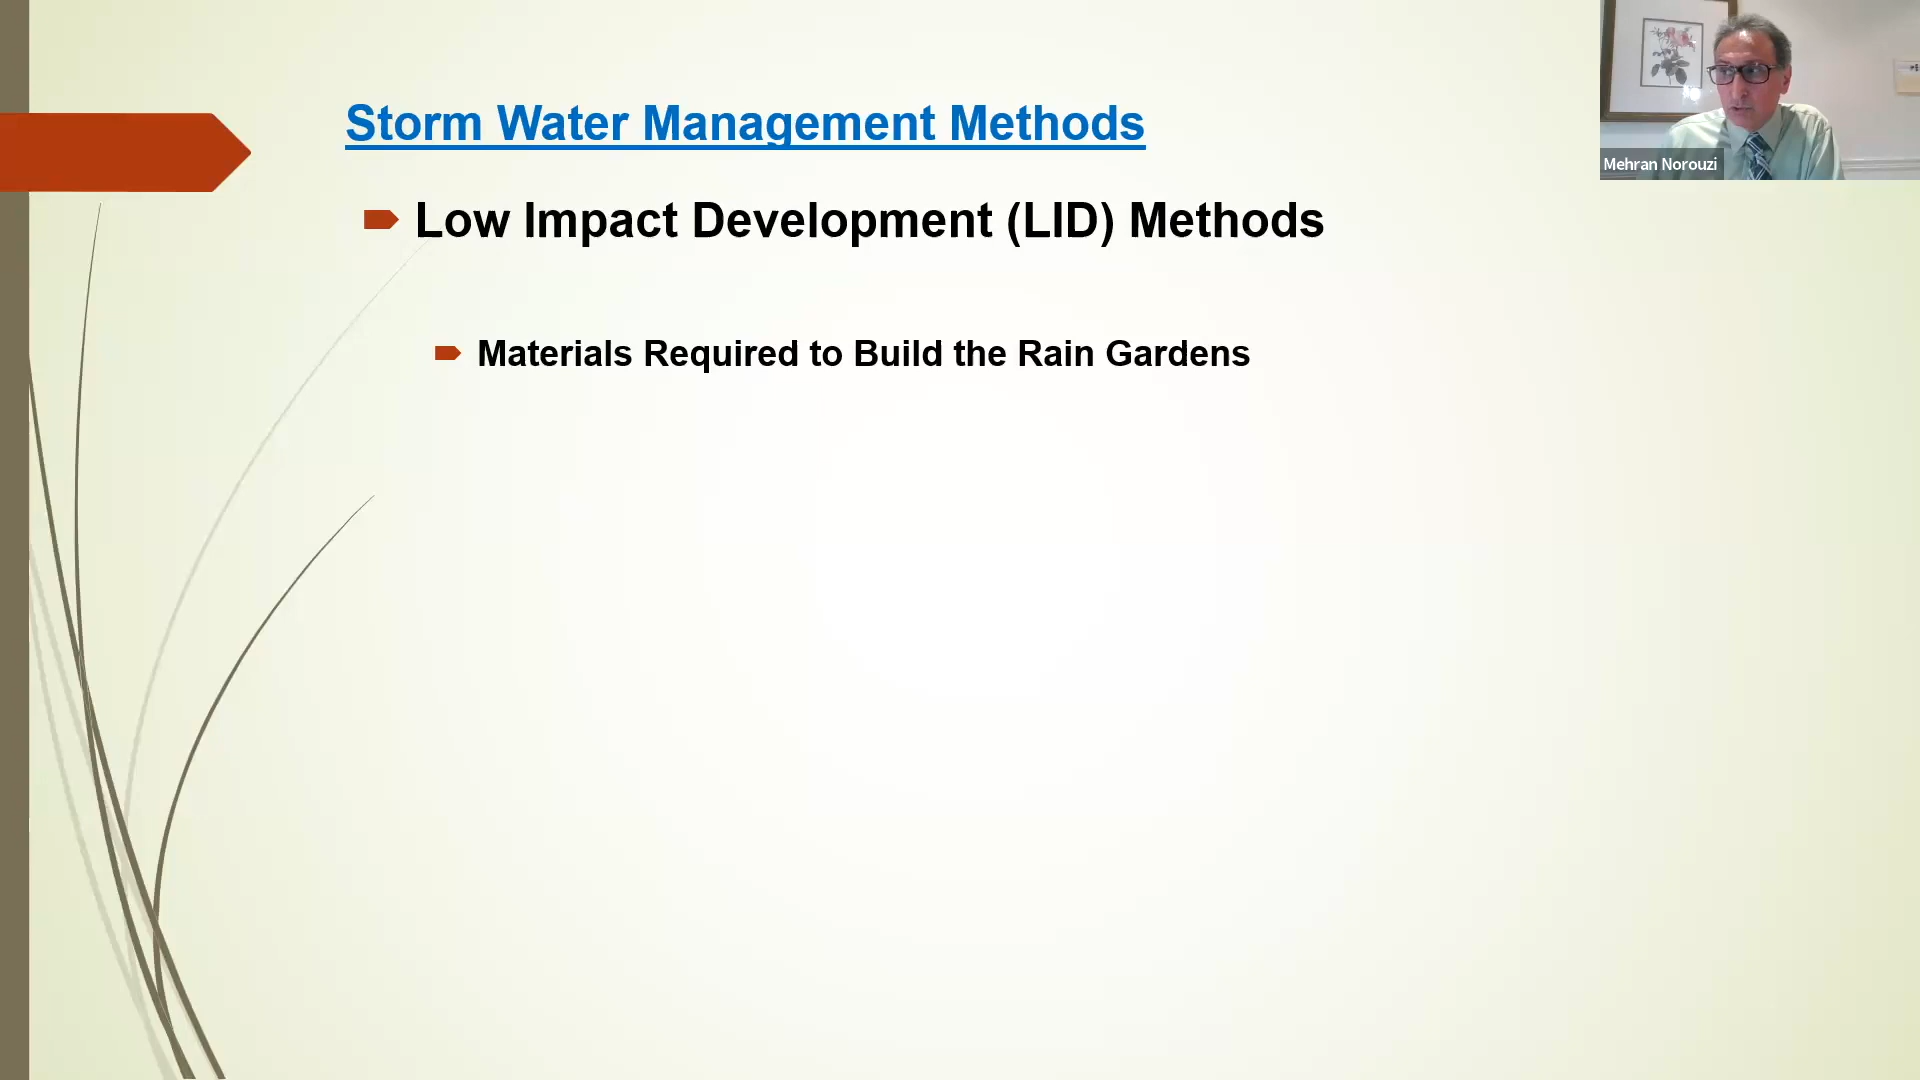 Storm Water Management Methods
Low Impact Development (LID) Methods
Materials Required to Build the Rain Gardens
Mehran Norouzi